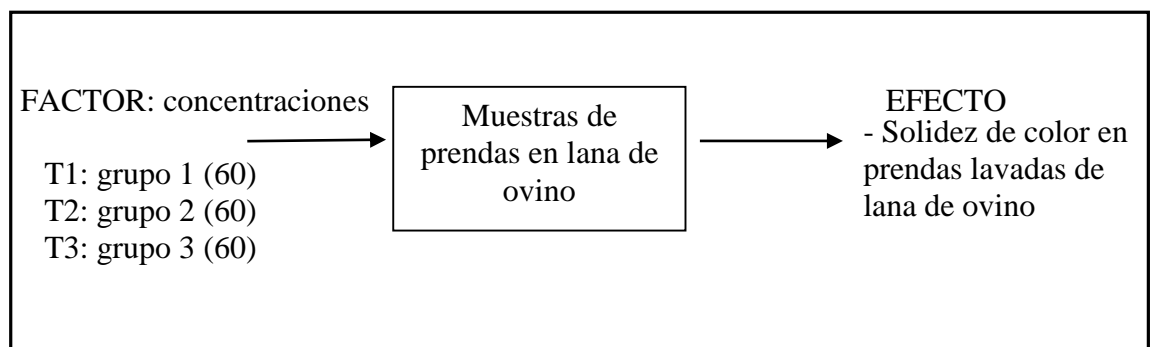 FACTOR: concentraciones
T1: grupo 1 (60)
T2: grupo 2 (60)
T3: grupo 3 (60)
Muestras de
prendas en lana de
ovino
EFECTO
- Solidez de color en
prendas lavadas de
lana de ovino